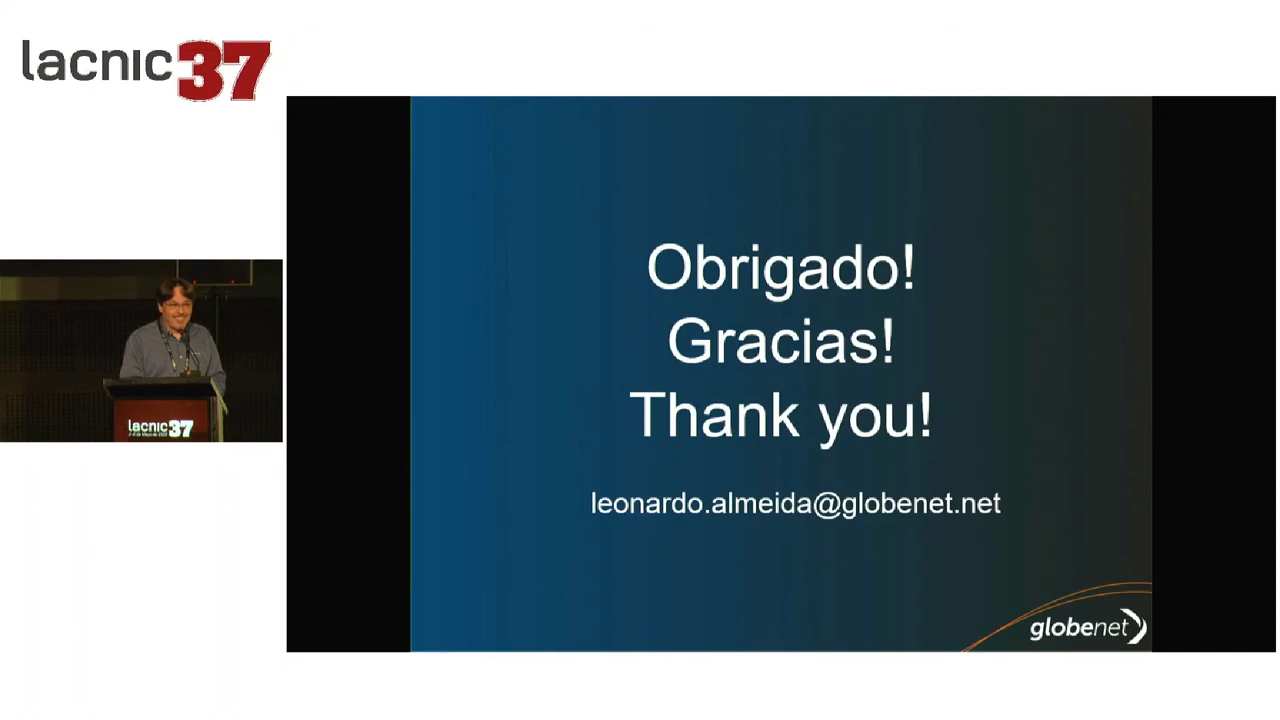 lacnic37
Obrigado!
Gracias!
Thank you!
leonardo.almeida@globenet.net
globenet
lacnic37